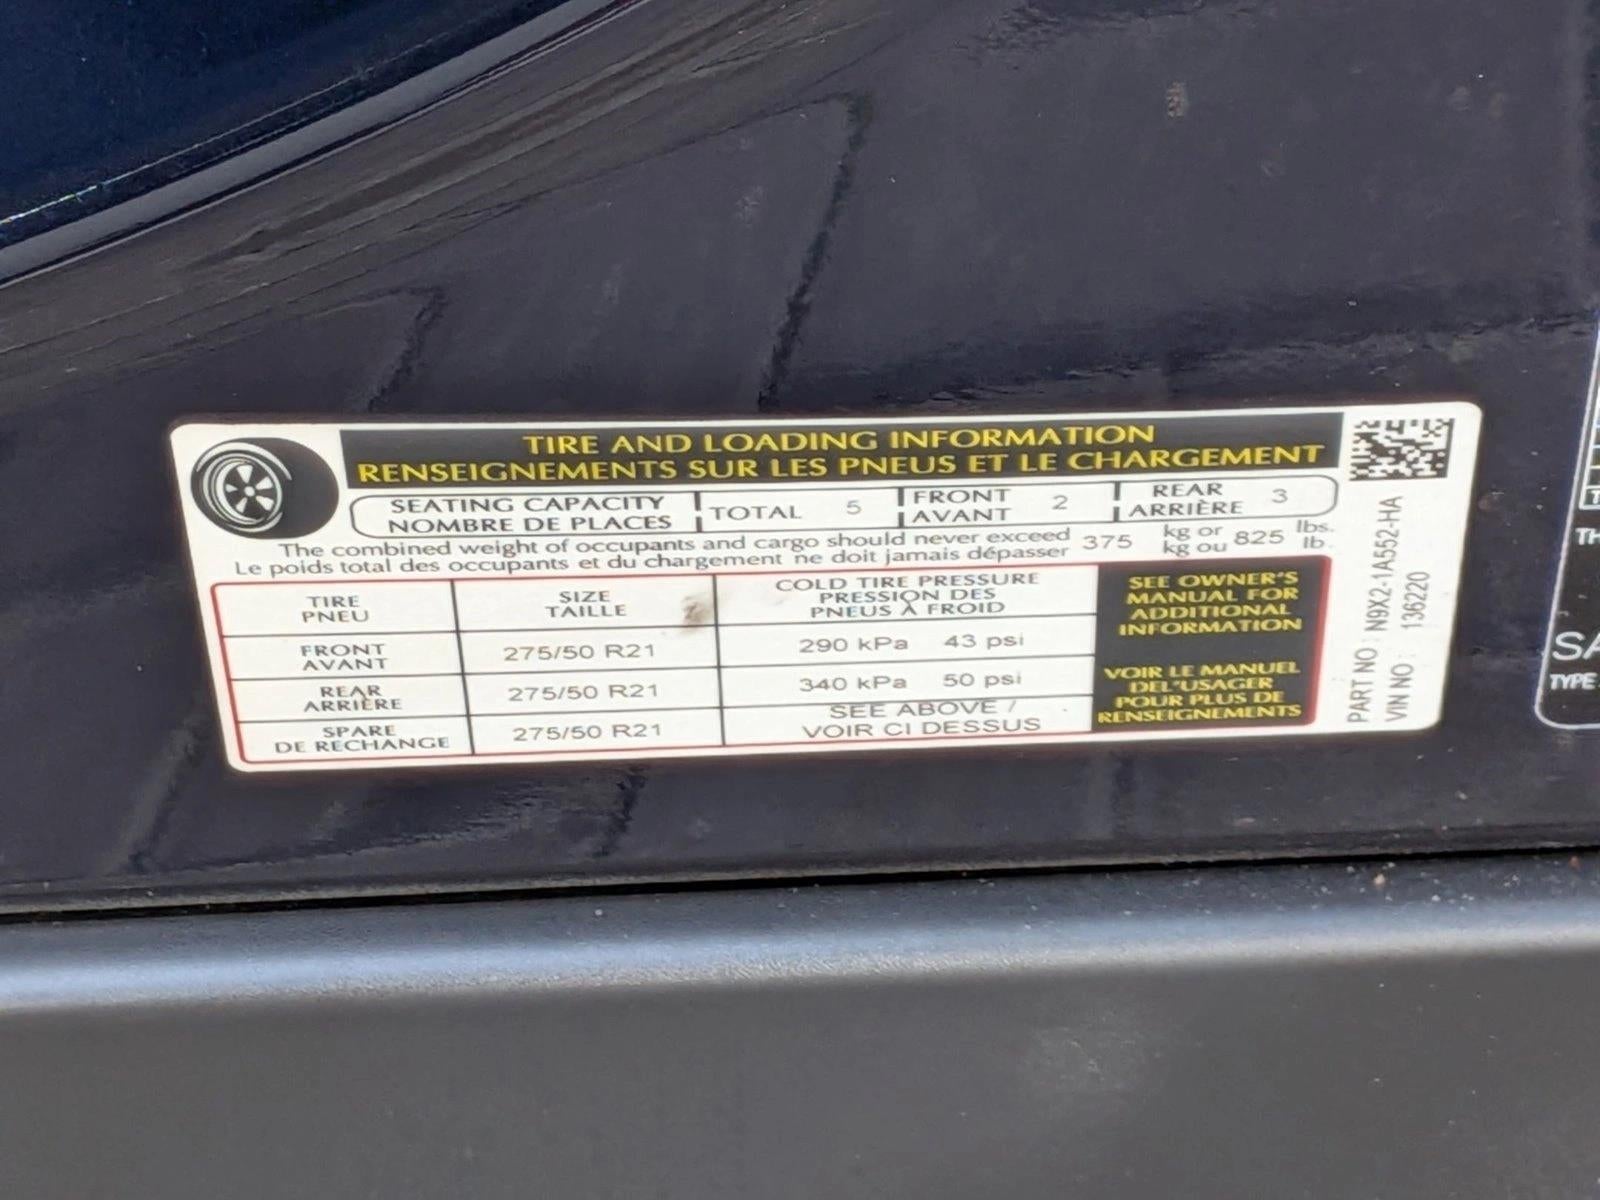 TIRE AND LOADING INFORMATION
RENSEIGNEMENTS SUR LES PNEUS ET LE CHARGEMENT
SEATING CAPACITY
NOMBRE DE PLACES
TOTAL 5
FRONT
AVANT
2
REAR
ARRIÈRE
3
The combined weight of occupants and cargo should never exceed
Le poids total des occupants et du chargement ne doit jamais dépasser
375
kg or
kg ou
825
lbs.
lb.
TIRE
PNEU
SIZE
TAILLE
COLD TIRE PRESSURE
PRESSION DES
PNEUS À FROID
FRONT
AVANT
275/50 R21
290 kPa 43 psi
REAR
ARRIÈRE
275/50 R21
340 kPa 50 psi
SPARE
DE RECHANGE
275/50 R21
SEE ABOVE /
VOIR CI DESSUS
SEE OWNER'S
MANUAL FOR
ADDITIONAL
INFORMATION
VOIR LE MANUEL
DEL'USAGER
POUR PLUS DE
RENSEIGNEMENTS
PART NO : N9X2-1A552-HA
VIN NO : 136220
TH
SA
TYPE